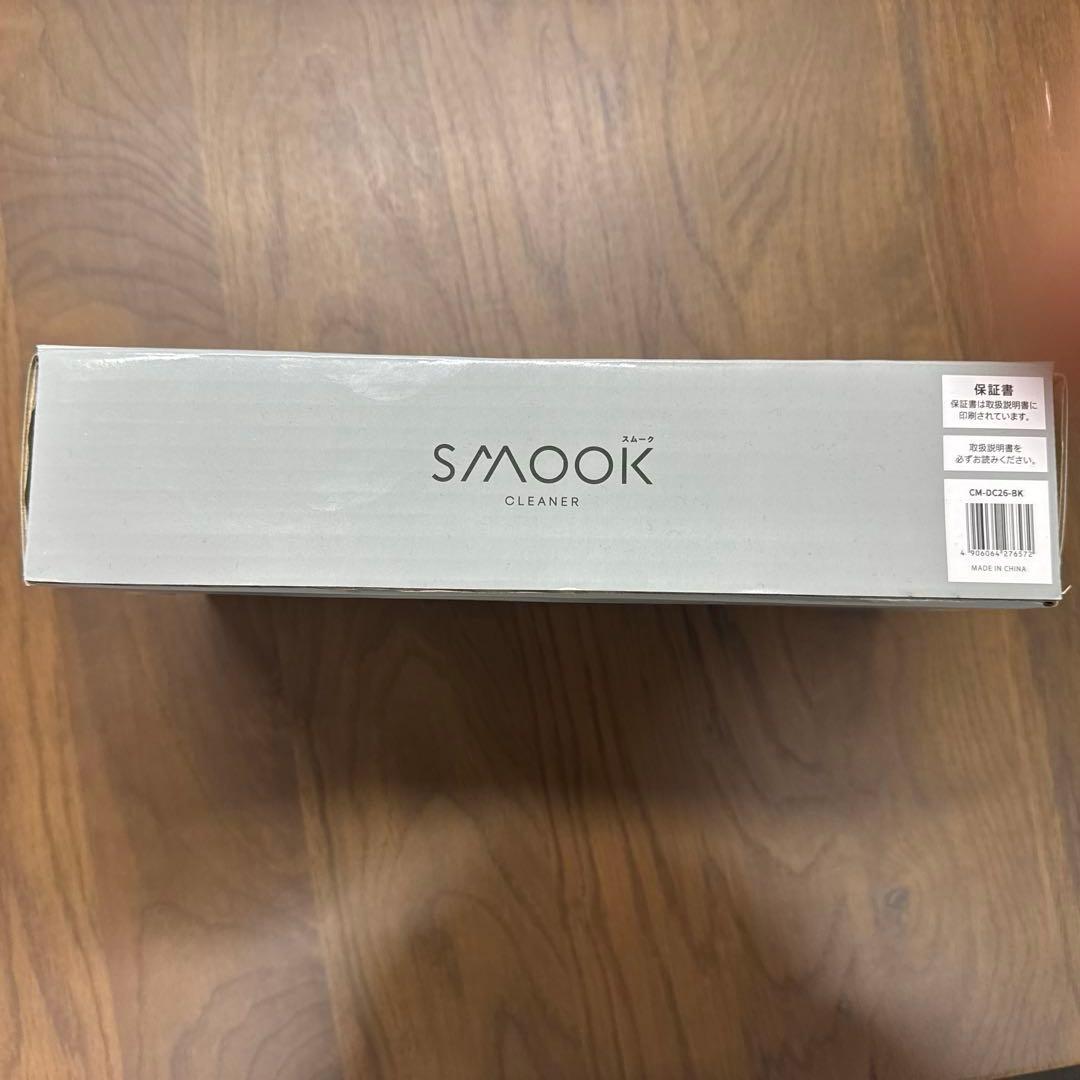 スムーク
SMOOK
CLEANER
保証書
保証書は取扱説明書に
印刷されています。
取扱説明書を
必ずお読みください。
CM-DC26-BK
4 906064 276572
MADE IN CHINA